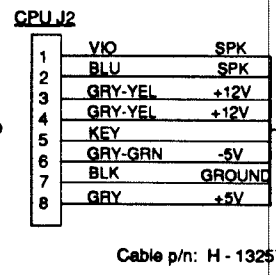 CPU J2
1 VIO SPK
2 BLU SPK
3 GRY-YEL +12V
4 GRY-YEL +12V
5 KEY
6 GRY-GRN -5V
7 BLK GROUND
8 GRY +5V
Cable p/n: H - 1325